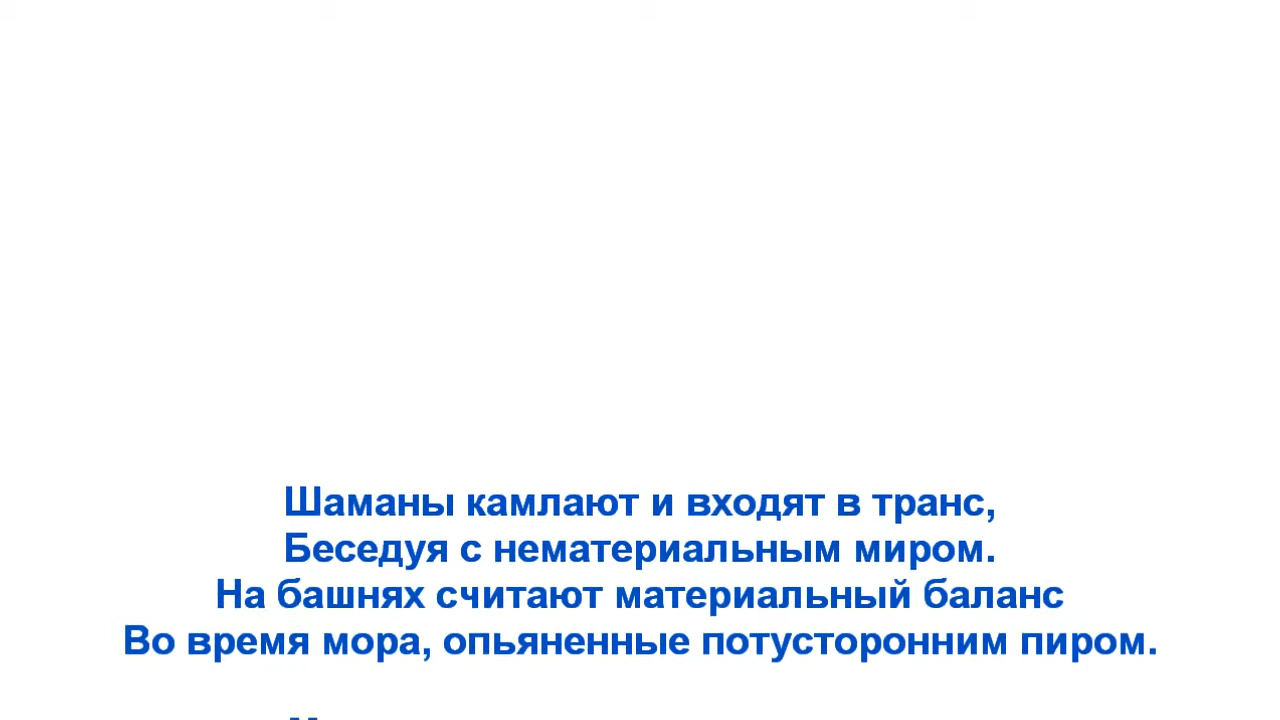 Шаманы камлают и входят в транс,
Беседуя с нематериальным миром.
На башнях считают материальный баланс
Во время мора, опьяненные потусторонним пиром.